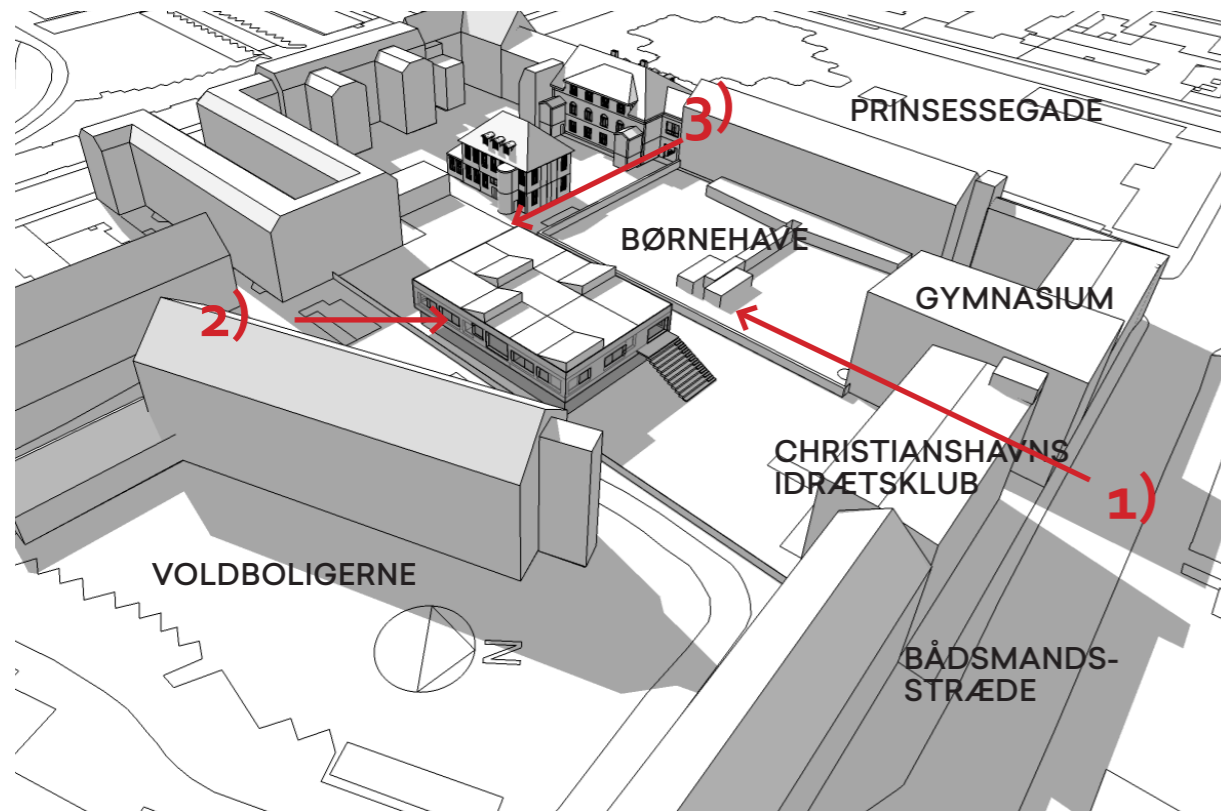 PRINSESSEGADE
3)
BØRNEHAVE
GYMNASIUM
2)
CHRISTIANSHAVNS
IDRÆTSKLUB
1)
VOLDBOLIGERNE
N
BÅDSMANDS-
STRÆDE